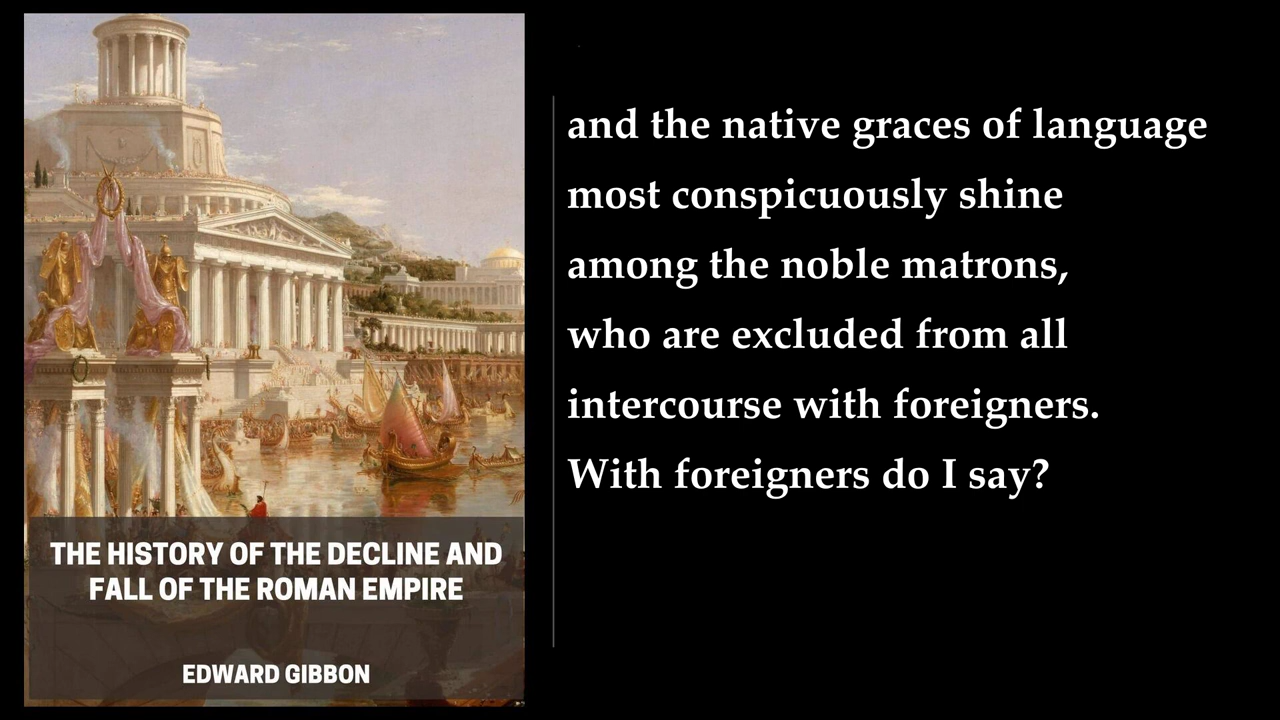 THE HISTORY OF THE DECLINE AND
FALL OF THE ROMAN EMPIRE
EDWARD GIBBON
and the native graces of language
most conspicuously shine
among the noble matrons,
who are excluded from all
intercourse with foreigners.
With foreigners do I say?